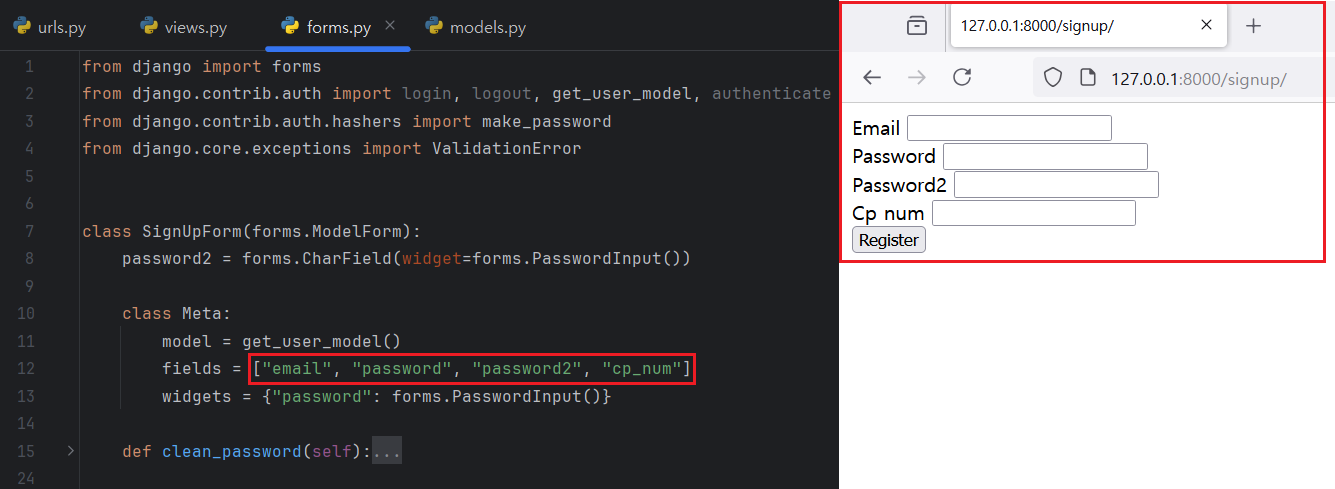 urls.py views.py forms.py models.py
1 from django import forms
2 from django.contrib.auth import login, logout, get_user_model, authenticate
3 from django.contrib.auth.hashers import make_password
4 from django.core.exceptions import ValidationError
5
6
7 class SignUpForm(forms.ModelForm):
8 password2 = forms.CharField(widget=forms.PasswordInput())
9
10 class Meta:
11 model = get_user_model()
12 fields = ["email", "password", "password2", "cp_num"]
13 widgets = {"password": forms.PasswordInput()}
14
15 def clean_password(self):...
24
127.0.0.1:8000/signup/
127.0.0.1:8000/signup/
Email
Password
Password2
Cp num
Register